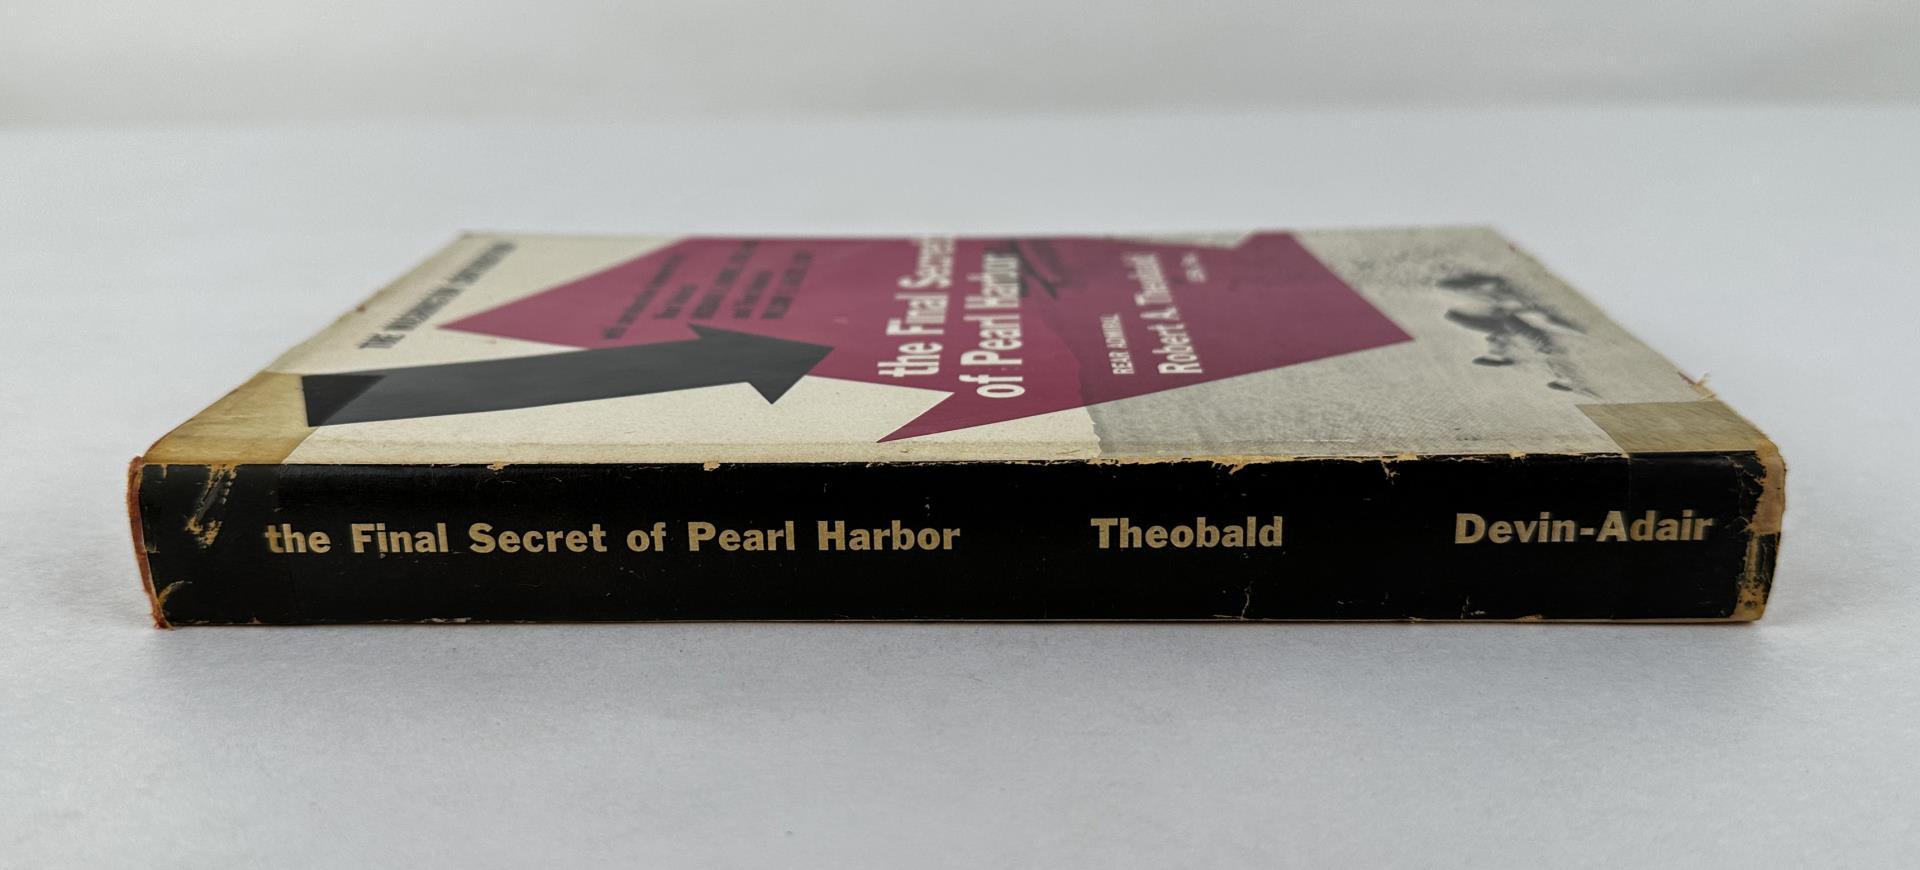 the Final Secret of Pearl Harbor Theobald Devin-Adair
the Final Secret
of Pearl Harbor
REAR ADMIRAL
Robert A. Theobald
THE WASHINGTON